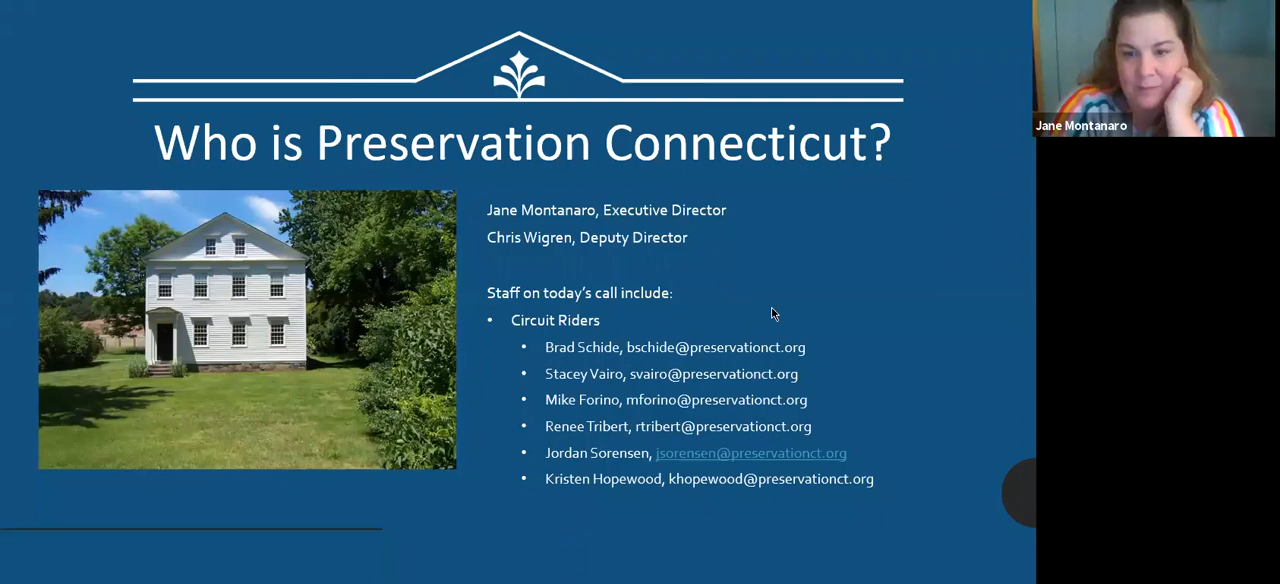 Who is Preservation Connecticut?
Jane Montanaro
Jane Montanaro, Executive Director
Chris Wigren, Deputy Director
Staff on today's call include:
• Circuit Riders
• Brad Schide, bschide@preservationct.org
• Stacey Vairo, svairo@preservationct.org
• Mike Forino, mforino@preservationct.org
• Renee Tribert, rtribert@preservationct.org
• Jordan Sorensen, jsorensen@preservationct.org
• Kristen Hopewood, khopewood@preservationct.org